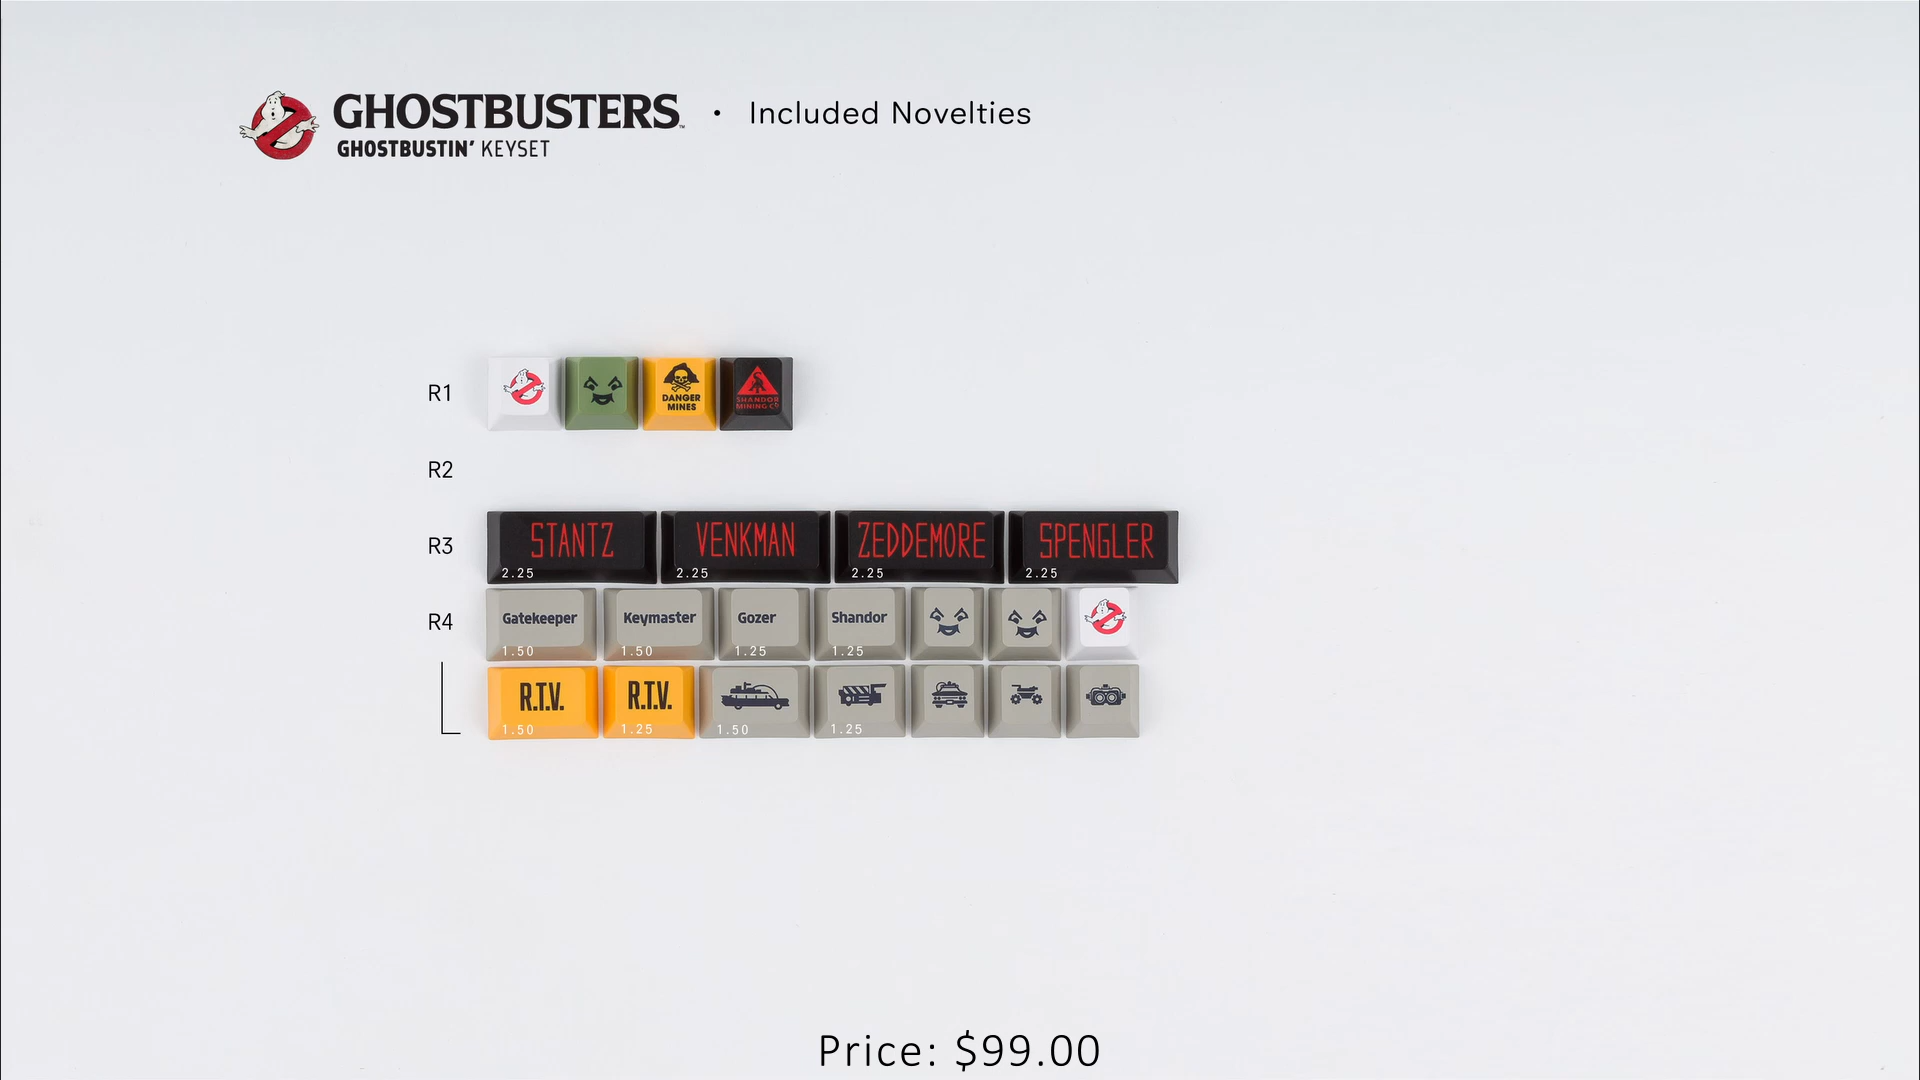 GHOSTBUSTERS™ • Included Novelties
GHOSTBUSTIN’ KEYSET
R1
DANGER
MINES
SHANDOR
MINING CO
R2
R3
STANTZ VENKMAN ZEDDEMORE SPENGLER
2.25 2.25 2.25 2.25
R4
Gatekeeper Keymaster Gozer Shandor
1.50 1.50 1.25 1.25
R.T.V. R.T.V.
1.50 1.25 1.50 1.25
Price: $99.00